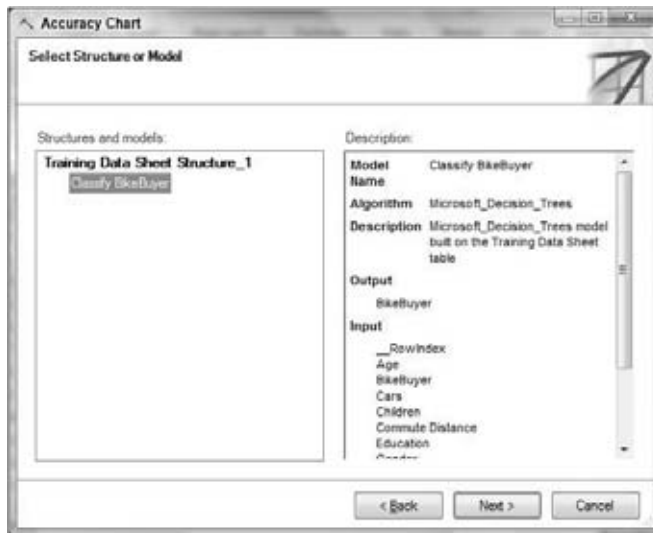 Accuracy Chart
Select Structure or Model
Structures and models:
Training Data Sheet Structure_1
Classify BikeBuyer
Description:
Model Name Classify BikeBuyer
Algorithm Microsoft_Decision_Trees
Description Microsoft_Decision_Trees model
built on the Training Data Sheet
table
Output
BikeBuyer
Input
__RowIndex
Age
BikeBuyer
Cars
Children
Commute Distance
Education
< Back
Next >
Cancel